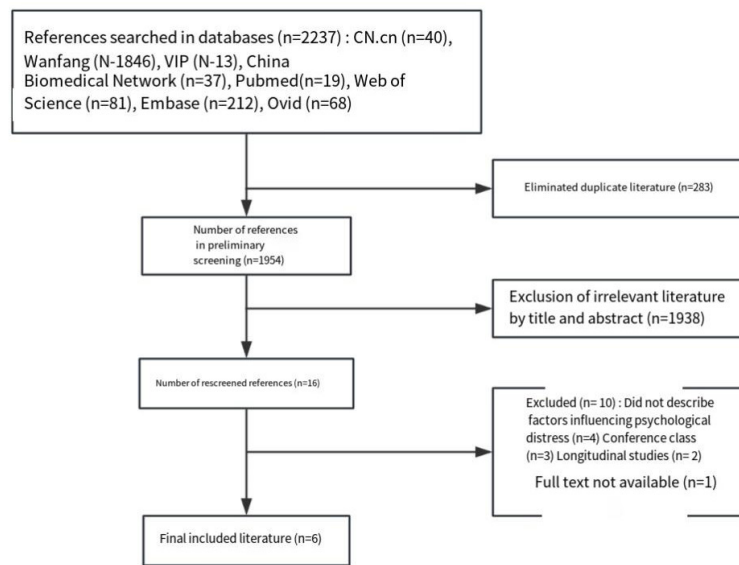 References searched in databases (n=2237) : CN.cn (n=40),
Wanfang (N-1846), VIP (N-13), China
Biomedical Network (n=37), Pubmed(n=19), Web of
Science (n=81), Embase (n=212), Ovid (n=68)
Eliminated duplicate literature (n=283)
Number of references
in preliminary
screening (n=1954)
Exclusion of irrelevant literature
by title and abstract (n=1938)
Number of rescreened references (n=16)
Excluded (n= 10) : Did not describe
factors influencing psychological
distress (n=4) Conference class
(n=3) Longitudinal studies (n= 2)
Full text not available (n=1)
Final included literature (n=6)